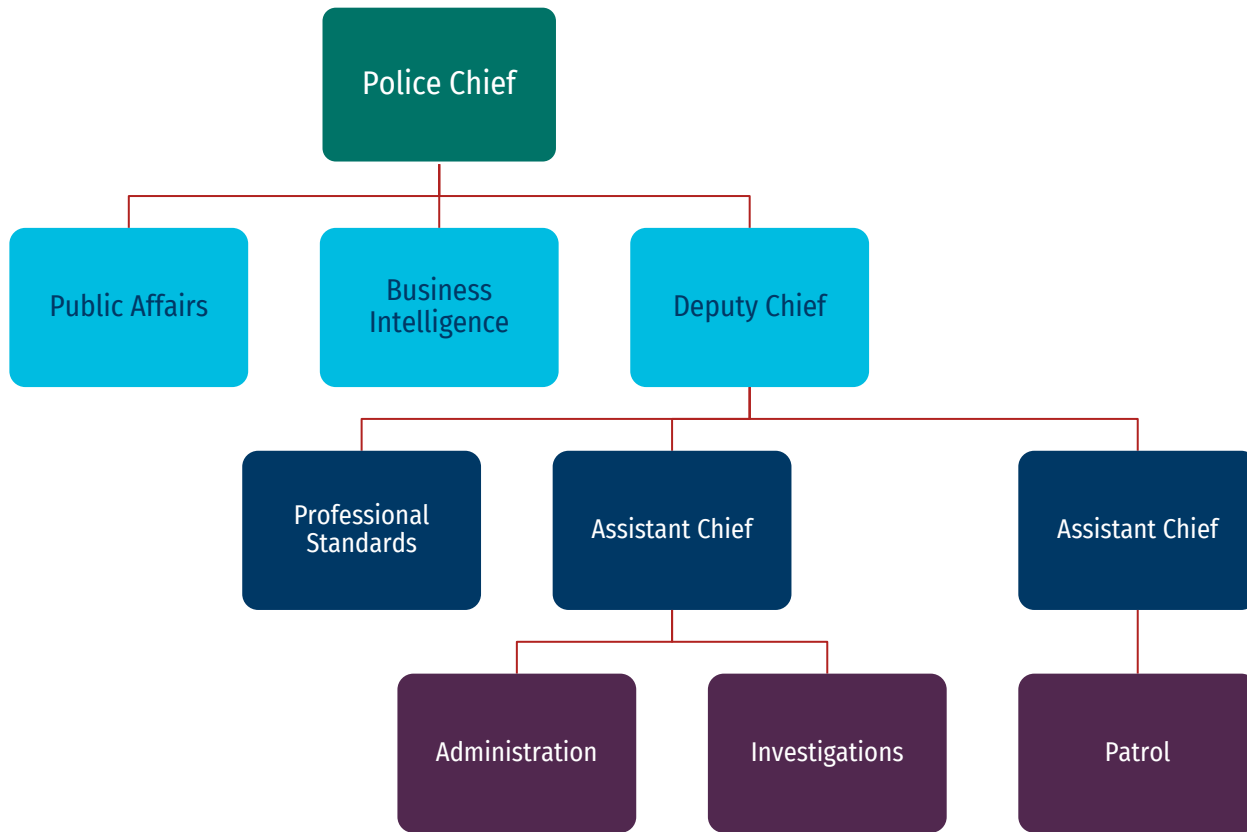 Police Chief
Public Affairs
Business
Intelligence
Deputy Chief
Professional
Standards
Assistant Chief
Assistant Chief
Administration
Investigations
Patrol